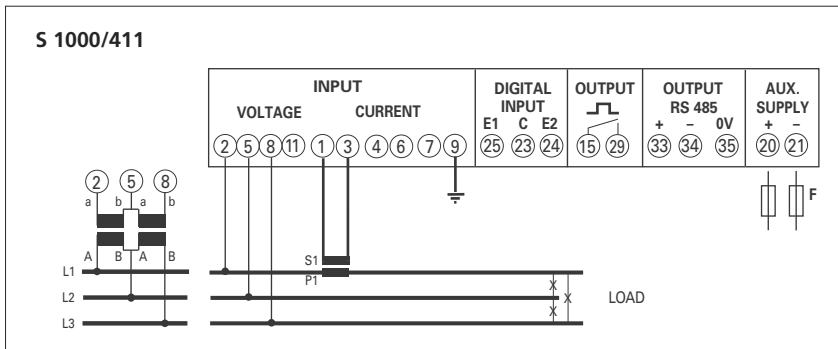 S 1000/411
INPUT
VOLTAGE CURRENT
DIGITAL
INPUT
E1 C E2
OUTPUT
OUTPUT
RS 485
+ – 0V
AUX.
SUPPLY
+ –
2 5 8 11 1 3 4 6 7 9 25 23 24 15 29 33 34 35 20 21
2 5 8
a b a b
F
A B A B
S1
P1
L1
L2
L3
X
X
X
LOAD